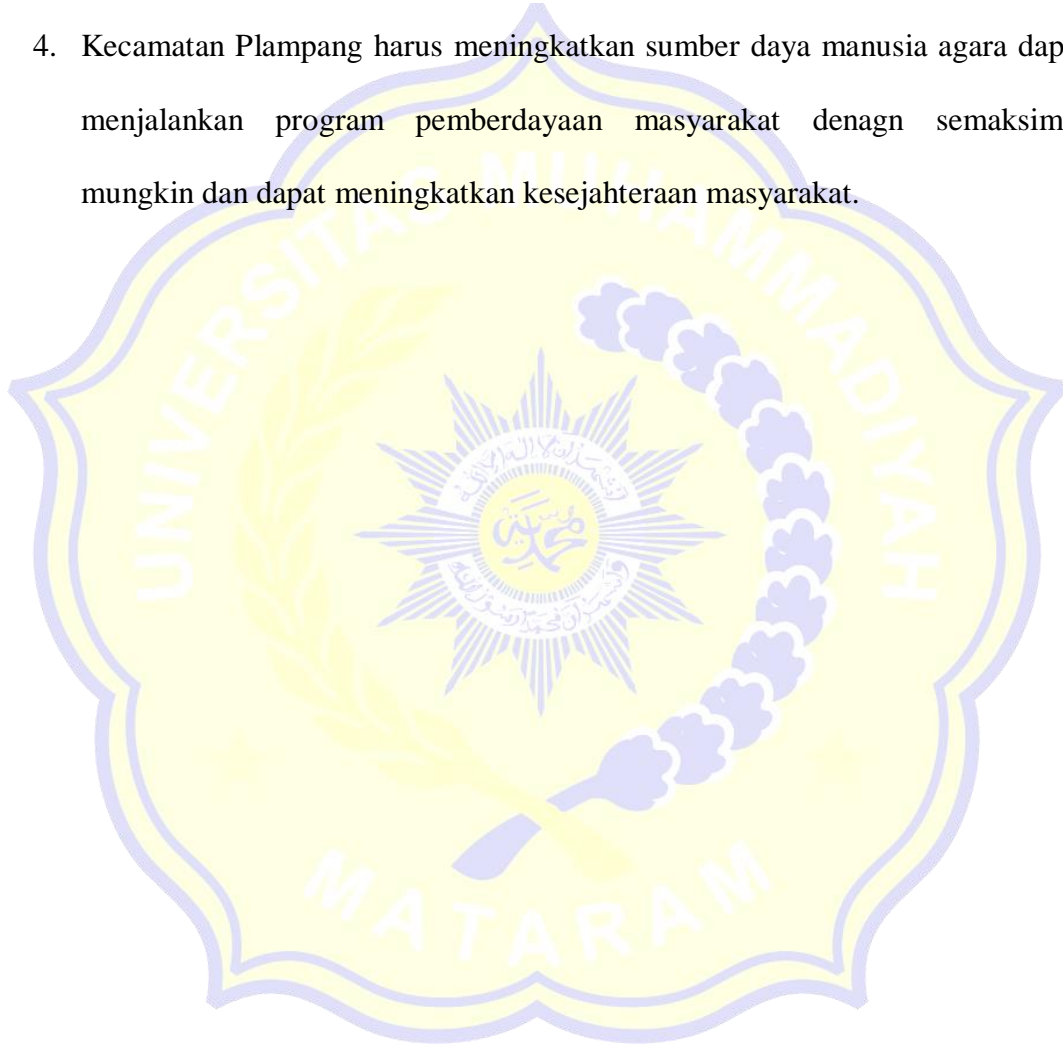 4. Kecamatan Plampang harus meningkatkan sumber daya manusia agara dap
menjalankan program pemberdayaan masyarakat denagn semaksim
mungkin dan dapat meningkatkan kesejahteraan masyarakat.
UNIVERSITAS MUHAMMADIYAH
MATARAM